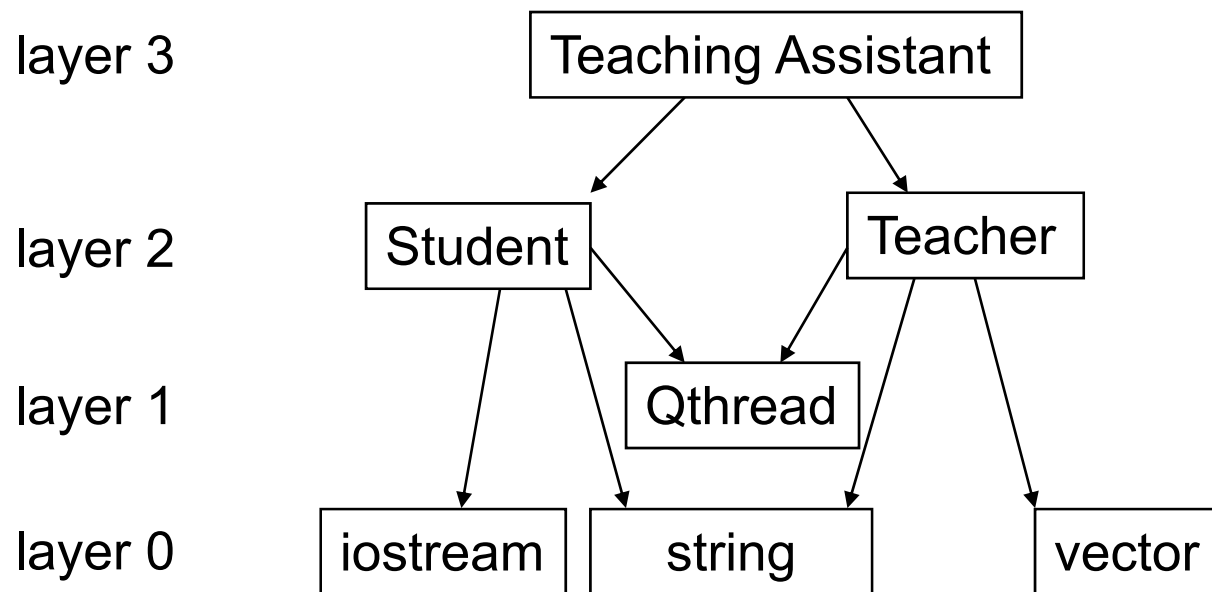 layer 3
Teaching Assistant
layer 2
Student
Teacher
layer 1
Qthread
layer 0
iostream
string
vector